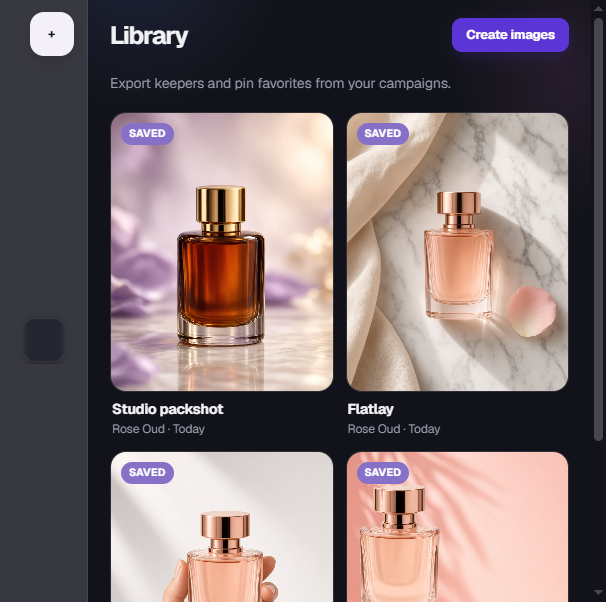 +
Library
Create images
Export keepers and pin favorites from your campaigns.
SAVED
SAVED
Studio packshot
Rose Oud · Today
Flatlay
Rose Oud · Today
SAVED
SAVED